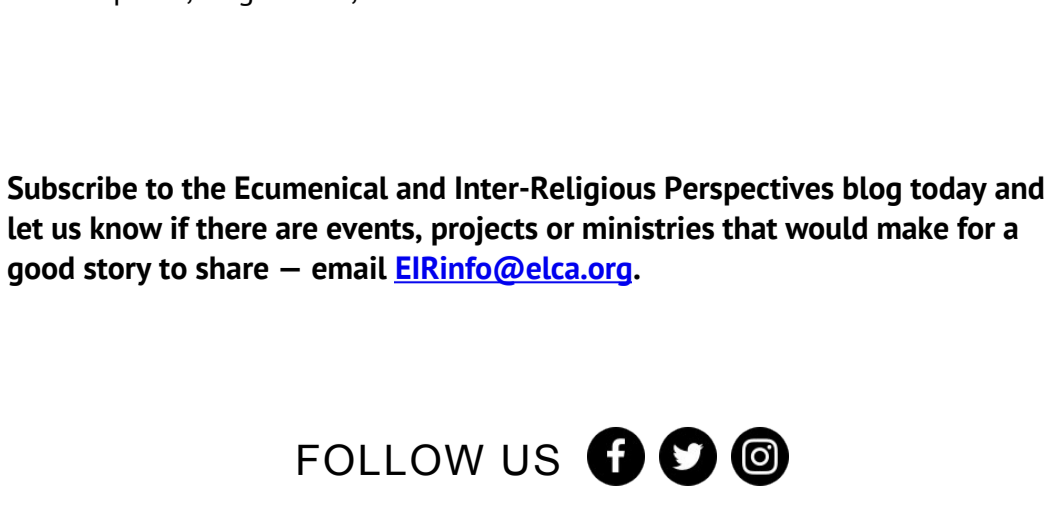 Subscribe to the Ecumenical and Inter-Religious Perspectives blog today and
let us know if there are events, projects or ministries that would make for a
good story to share — email EIRinfo@elca.org.
FOLLOW US